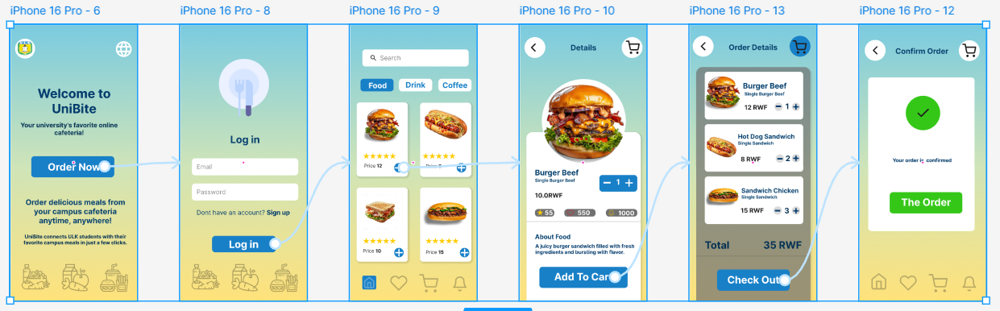 iPhone 16 Pro - 6
Welcome to
UniBite
Your university's favorite online
cafeteria!
Order Now
Order delicious meals from
your campus cafeteria
anytime, anywhere!
UniBite connects ULK students with their
favorite campus meals in just a few clicks.
iPhone 16 Pro - 8
Log in
Email
Password
Dont have an account? Sign up
Log in
iPhone 16 Pro - 9
Search
Food
Drink
Coffee
Price 12
Price 10
Price 15
iPhone 16 Pro - 10
Details
Burger Beef
Single Burger Beef
1
10.0RWF
55
550
1000
About Food
A juicy burger sandwich filled with fresh
ingredients and bursting with flavor.
Add To Car
iPhone 16 Pro - 13
Order Details
Burger Beef
Single Burger Beef
12 RWF
1
Hot Dog Sandwich
Single Sandwich
8 RWF
2
Sandwich Chicken
Single Sandwich
15 RWF
3
Total
35 RWF
Check Out
iPhone 16 Pro - 12
Confirm Order
Your order is confirmed
The Order